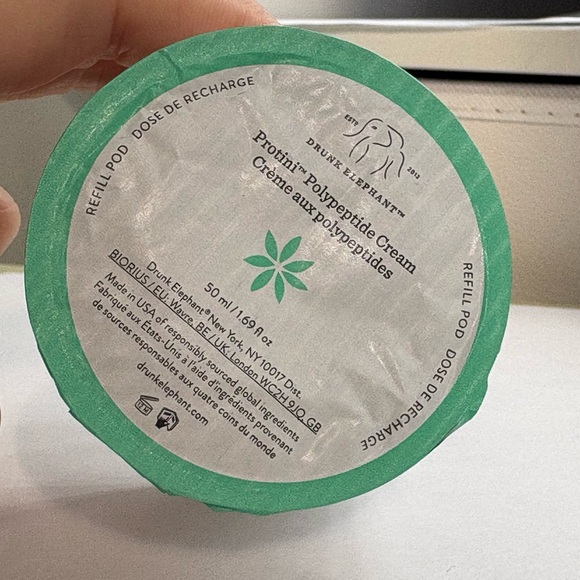 REFILL POD DOSE DE RECHARGE
ESTD 2012
DRUNK ELEPHANT™
Protini™ Polypeptide Cream
Crème aux polypeptides
50 ml / 1.69 fl oz
Drunk Elephant® New York, NY 10017 Dist.
BIORIUS / EU: Wavre, BE / UK: London WC2H 9JQ, GB
Made in USA of responsibly sourced global ingredients
Fabriqué aux États-Unis à l'aide d'ingrédients provenant
de sources responsables aux quatre coins du monde
drunkelephant.com
REFILL POD DOSE DE RECHARGE